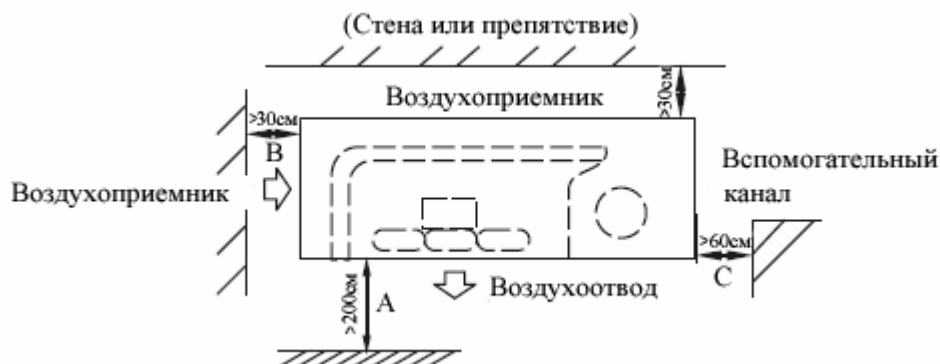 (Стена или препятствие)
Воздухоприемник
>30см
>30см
B
Воздухоприемник
Вспомогательный
канал
>60см
C
Воздухоотвод
>200см
A